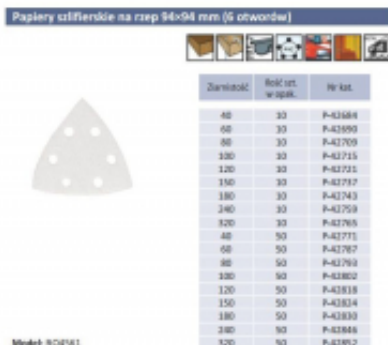 Papiery szlifierskie na rzep 94×94 mm (6 otworów)
Ziarnistość Ilość szt. w opak. Nr kat.
40 10 P-42684
60 10 P-42690
80 10 P-42709
100 10 P-42715
120 10 P-42721
150 10 P-42737
180 10 P-42743
240 10 P-42759
320 10 P-42765
40 50 P-42771
60 50 P-42787
80 50 P-42793
100 50 P-42802
120 50 P-42818
150 50 P-42824
180 50 P-42830
240 50 P-42846
320 50 P-42852
Model: BO4561